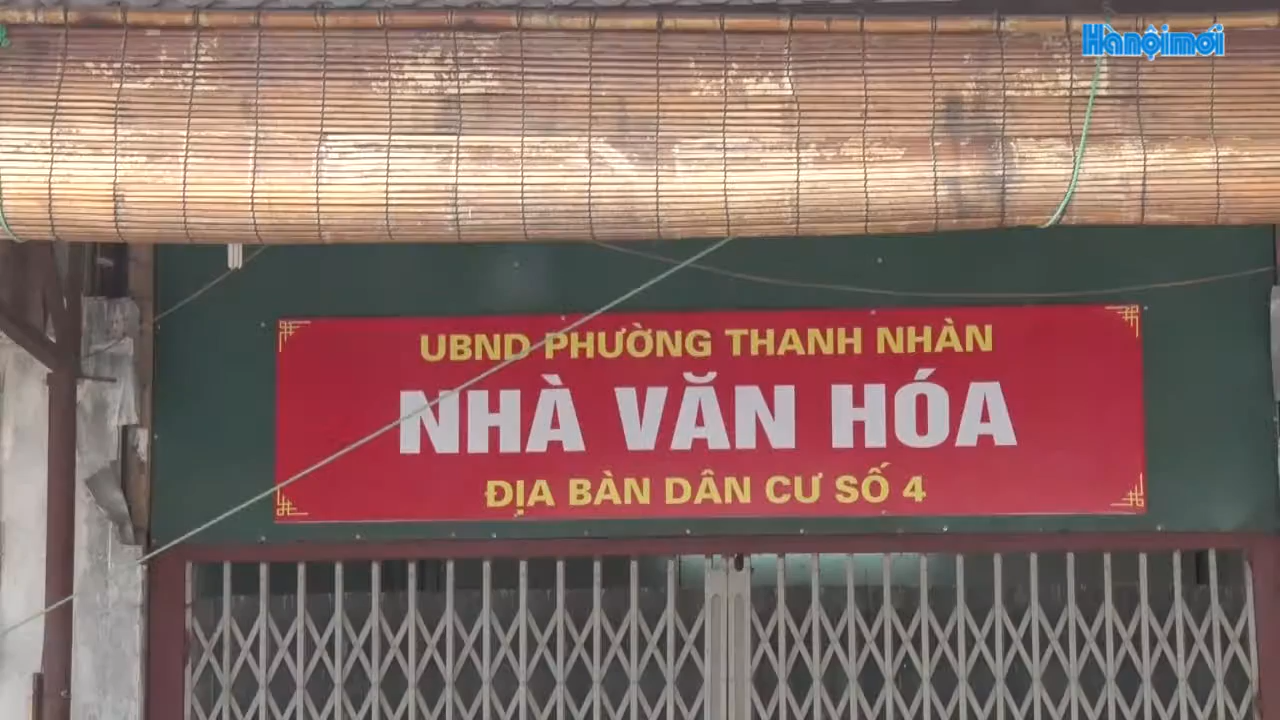 Hànộimới
UBND PHƯỜNG THANH NHÀN
NHÀ VĂN HÓA
ĐỊA BÀN DÂN CƯ SỐ 4